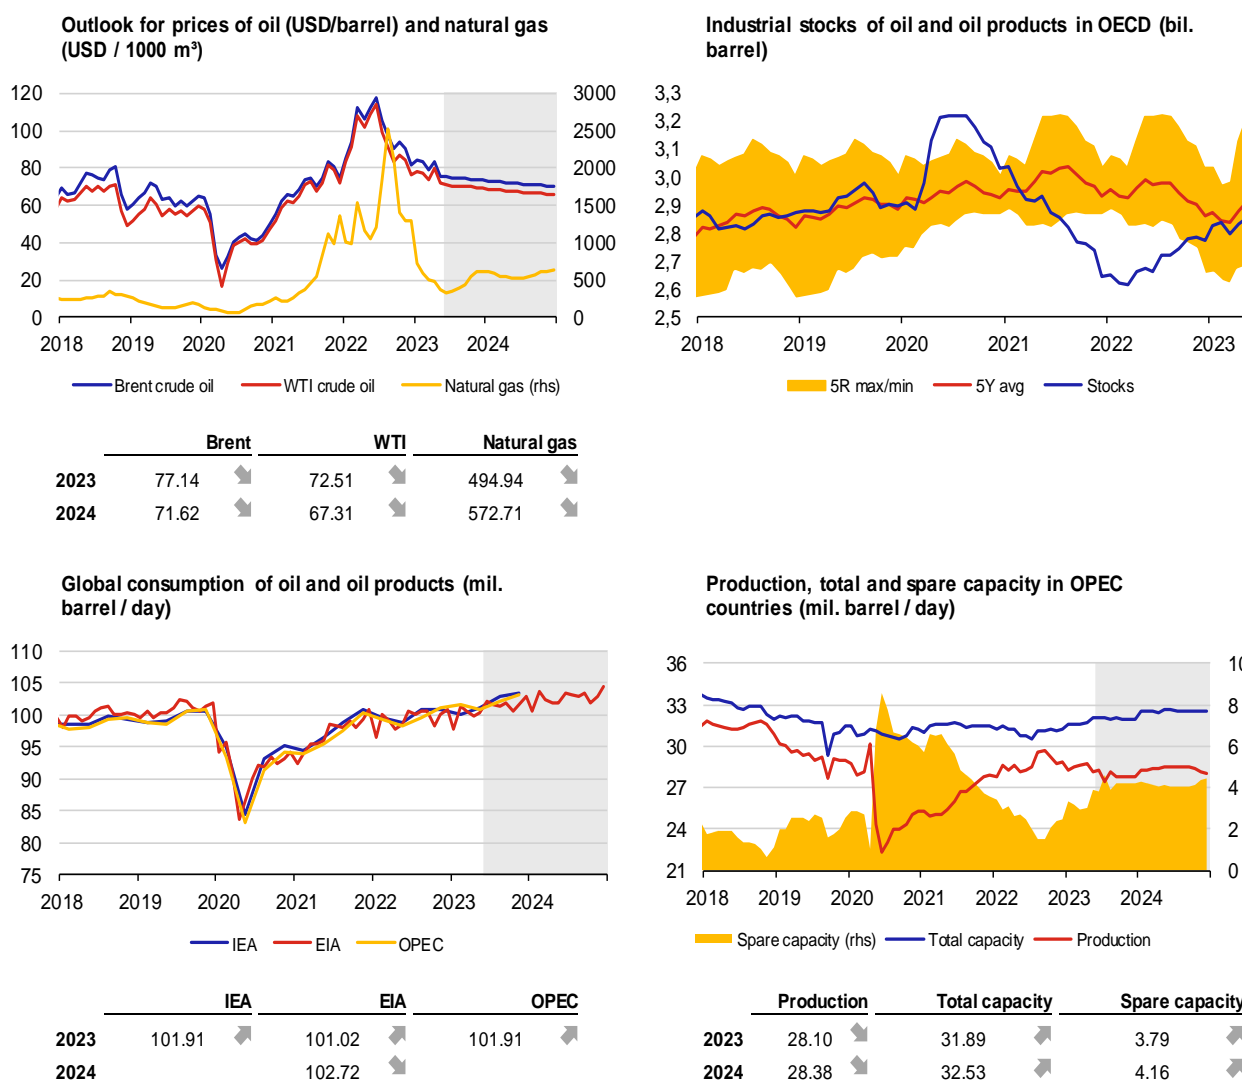 Outlook for prices of oil (USD/barrel) and natural gas
(USD / 1000 m³)
120
100
80
60
40
20
0
3000
2500
2000
1500
1000
500
0
2018 2019 2020 2021 2022 2023 2024
Brent crude oil WTI crude oil Natural gas (rhs)
Brent WTI Natural gas
2023 77.14 72.51 494.94
2024 71.62 67.31 572.71
Industrial stocks of oil and oil products in OECD (bil.
barrel)
3,3
3,2
3,1
3,0
2,9
2,8
2,7
2,6
2,5
2018 2019 2020 2021 2022 2023
5R max/min 5Y avg Stocks
Global consumption of oil and oil products (mil.
barrel / day)
110
105
100
95
90
85
80
75
2018 2019 2020 2021 2022 2023 2024
IEA EIA OPEC
IEA EIA OPEC
2023 101.91 101.02 101.91
2024 102.72
Production, total and spare capacity in OPEC
countries (mil. barrel / day)
36
33
30
27
24
21
10
8
6
4
2
0
2018 2019 2020 2021 2022 2023 2024
Spare capacity (rhs) Total capacity Production
Production Total capacity Spare capacity
2023 28.10 31.89 3.79
2024 28.38 32.53 4.16